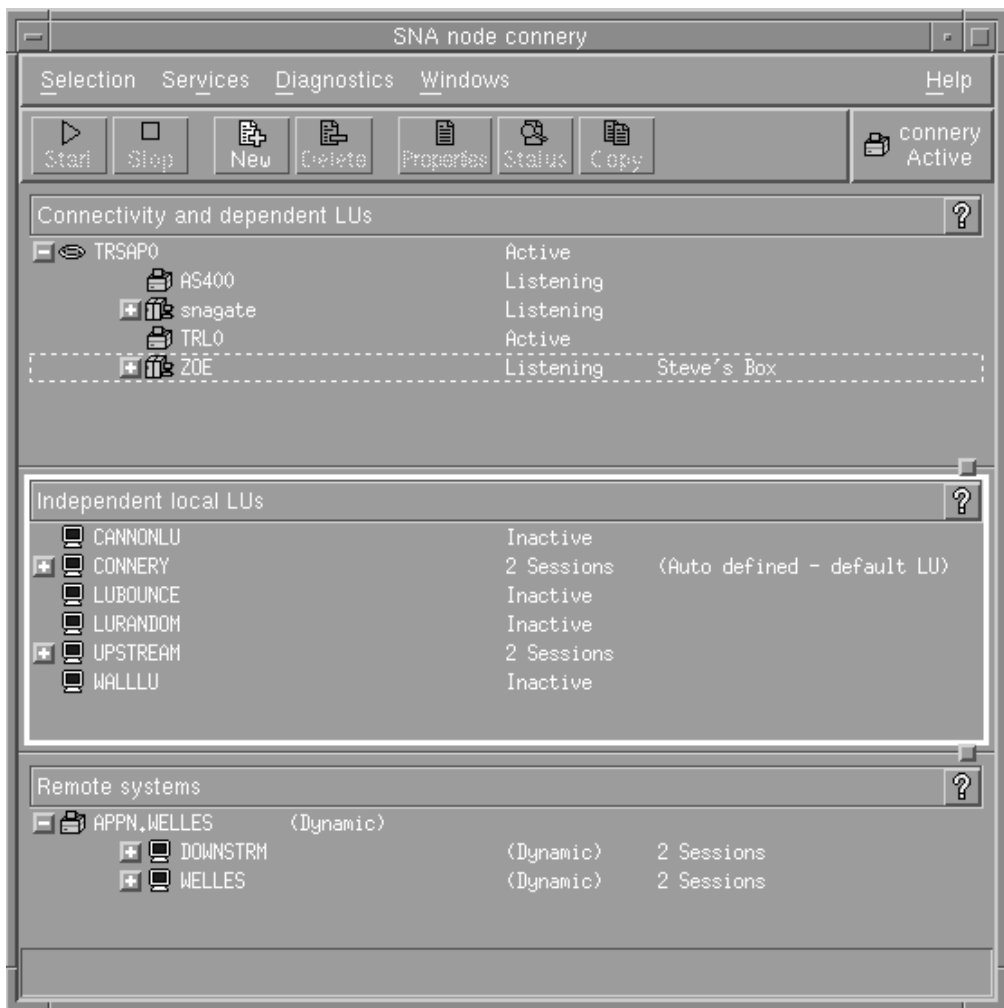 SNA node connery
Selection Services Diagnostics Windows Help
Start Stop New Delete Properties Status Copy connery Active
Connectivity and dependent LUs ?
TRSAP0 Active
AS400 Listening
snagate Listening
TRL0 Active
ZOE Listening Steve's Box
Independent local LUs ?
CANNONLU Inactive
CONNERY 2 Sessions (Auto defined - default LU)
LUBOUNCE Inactive
LURANDOM Inactive
UPSTREAM 2 Sessions
WALLLU Inactive
Remote systems ?
APPN.WELLES (Dynamic)
DOWNSTRM (Dynamic) 2 Sessions
WELLES (Dynamic) 2 Sessions